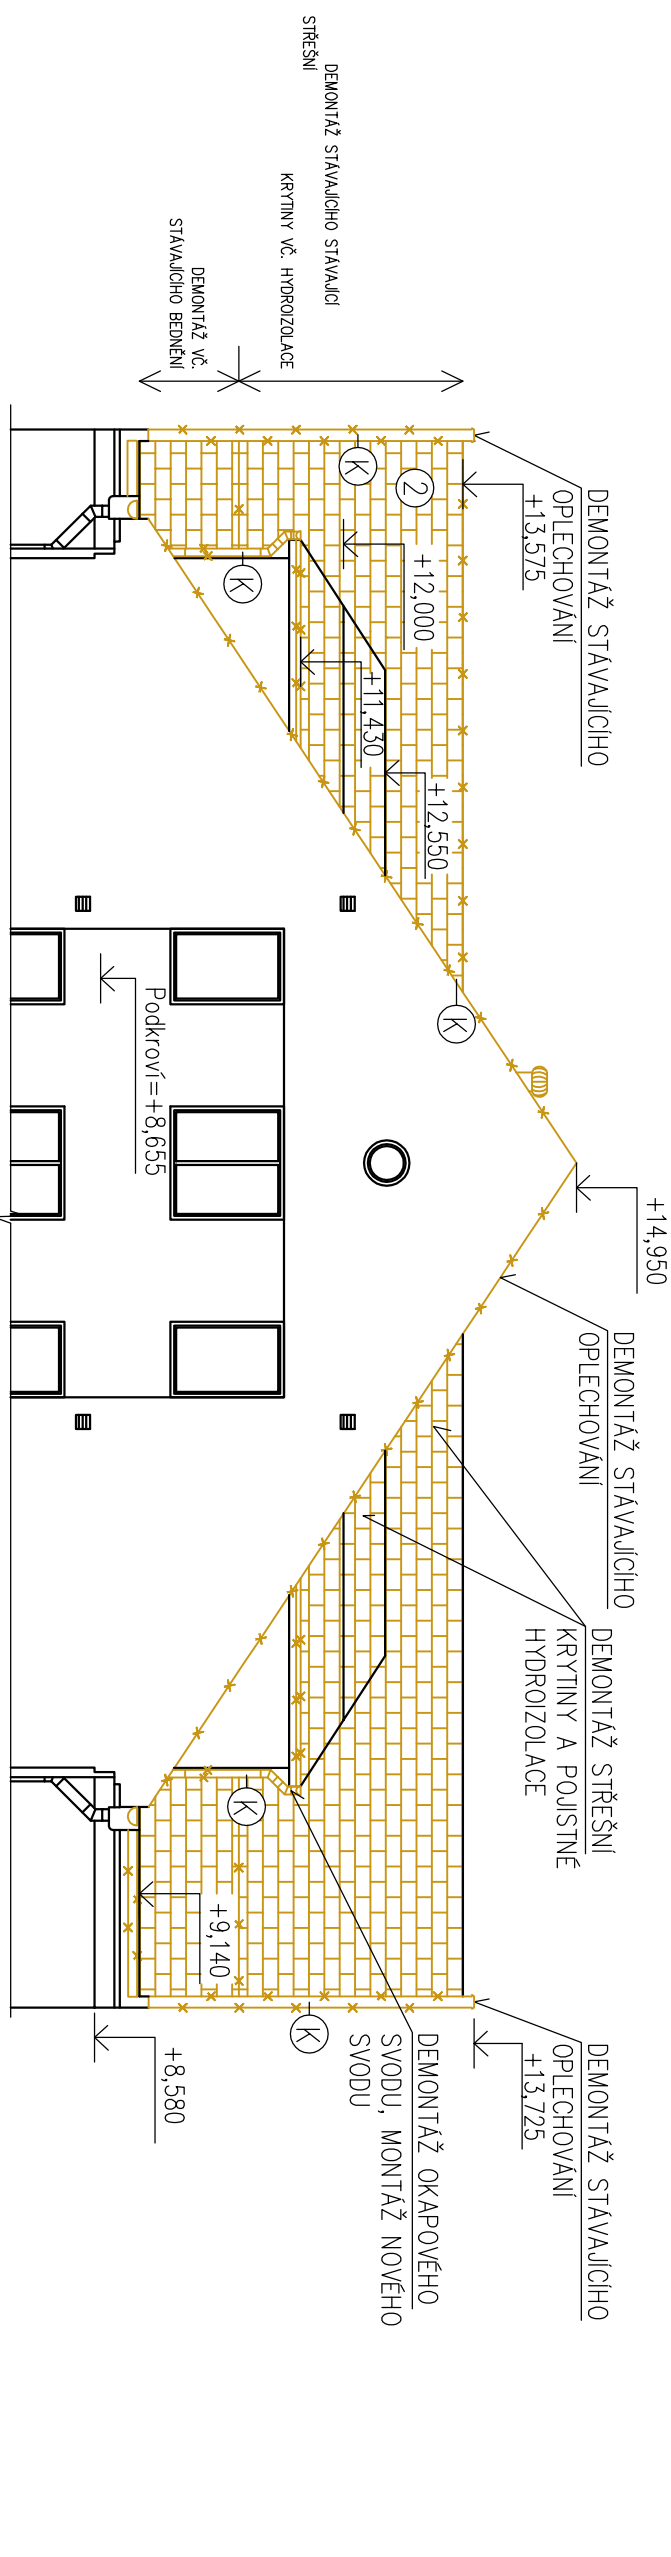 STŘEŠNÍ
DEMONTÁŽ STÁVAJÍCÍHO STÁVAJÍCÍ
KRYTINY VČ. HYDROIZOLACE
DEMONTÁŽ VČ.
STÁVAJÍCÍHO BEDNĚNÍ
DEMONTÁŽ STÁVAJÍCÍHO
OPLECHOVÁNÍ
+13,575
K
2
+12,000
K
+11,430
+12,550
K
Podkroví=+8,655
+14,950
DEMONTÁŽ STÁVAJÍCÍHO
OPLECHOVÁNÍ
DEMONTÁŽ STŘEŠNÍ
KRYTINY A POJISTNÉ
HYDROIZOLACE
K
+9,140
K
DEMONTÁŽ OKAPOVÉHO
SVODU, MONTÁŽ NOVÉHO
SVODU
+8,580
DEMONTÁŽ STÁVAJÍCÍHO
OPLECHOVÁNÍ
+13,725